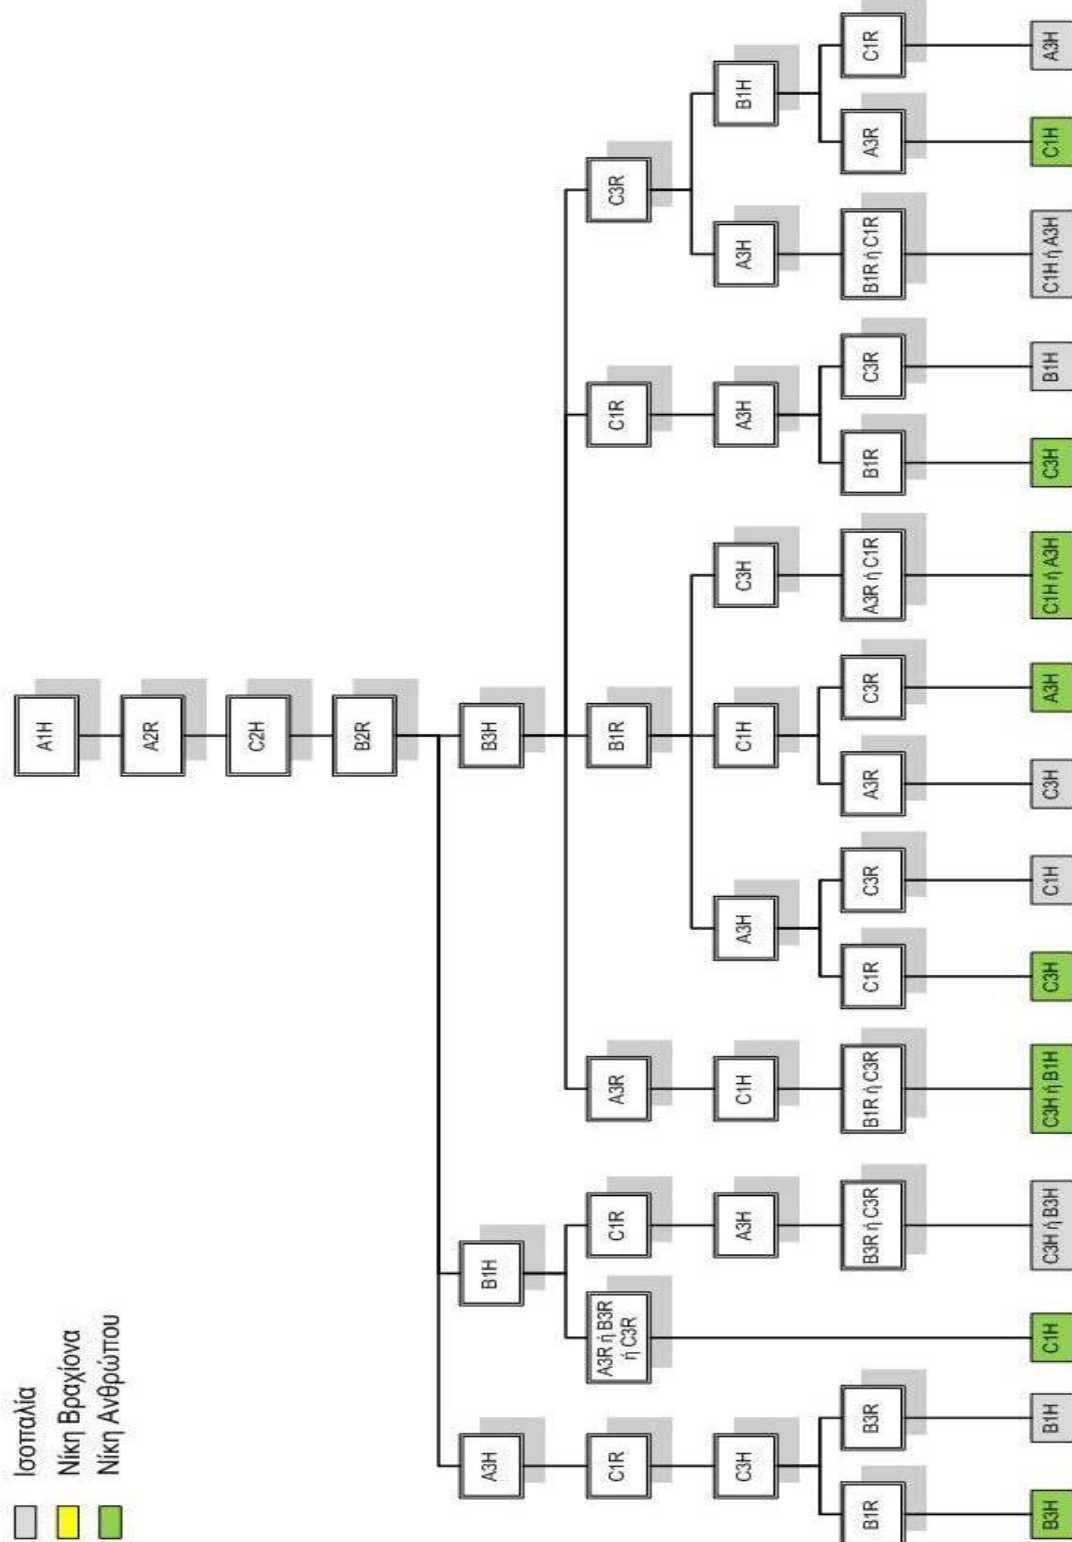 Ισοπαλία
Νίκη Βραχίονα
Νίκη Ανθρώπου
A1H
A2R
C2H
B2R
A3H
B1H
B3H
C1R
A3R ή B3R
ή C3R
C1R
A3R
B1R
C1R
C3R
C3H
A3H
C1H
A3H
C1H
C3H
A3H
A3H
B1H
B1R
B3R
B3R ή C3R
B1R ή C3R
C1R
C3R
A3R
C3R
A3R ή C1R
B1R
C3R
B1R ή C1R
A3R
C1R
B3H
B1H
C1H
C3H ή B3H
C3H ή B1H
C3H
C1H
C3H
A3H
C1H ή A3H
C3H
B1H
C1H ή A3H
C1H
A3H